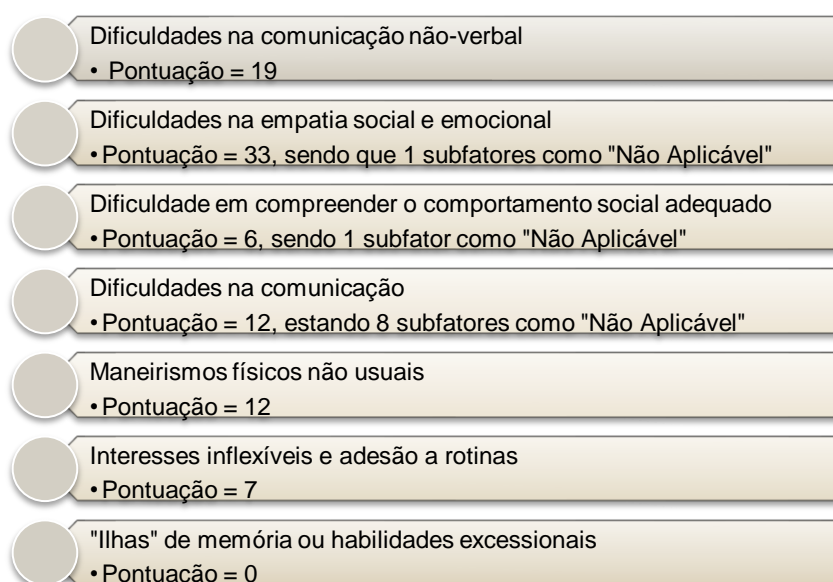 Dificuldades na comunicação não-verbal
• Pontuação = 19
Dificuldades na empatia social e emocional
• Pontuação = 33, sendo que 1 subfatores como "Não Aplicável"
Dificuldade em compreender o comportamento social adequado
• Pontuação = 6, sendo 1 subfator como "Não Aplicável"
Dificuldades na comunicação
• Pontuação = 12, estando 8 subfatores como "Não Aplicável"
Maneirismos físicos não usuais
• Pontuação = 12
Interesses inflexíveis e adesão a rotinas
• Pontuação = 7
"Ilhas" de memória ou habilidades excessionais
• Pontuação = 0